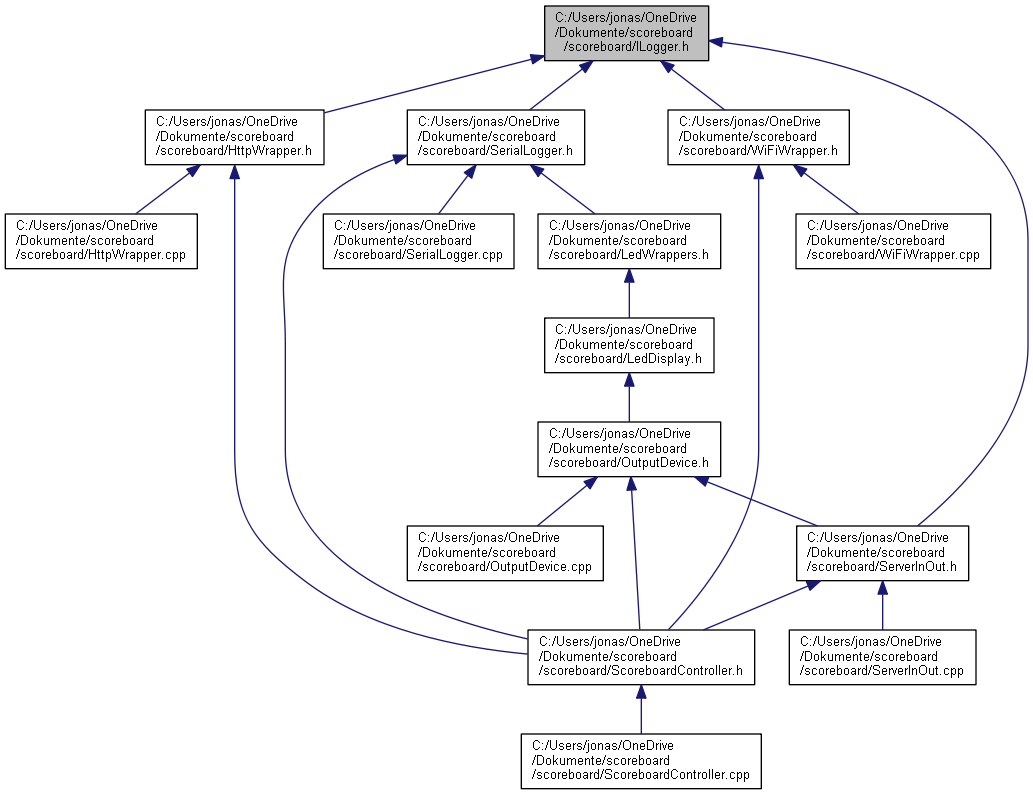 C:/Users/jonas/OneDrive
/Dokumente/scoreboard
/scoreboard/ILogger.h
C:/Users/jonas/OneDrive
/Dokumente/scoreboard
/scoreboard/HttpWrapper.h
C:/Users/jonas/OneDrive
/Dokumente/scoreboard
/scoreboard/SerialLogger.h
C:/Users/jonas/OneDrive
/Dokumente/scoreboard
/scoreboard/WiFiWrapper.h
C:/Users/jonas/OneDrive
/Dokumente/scoreboard
/scoreboard/HttpWrapper.cpp
C:/Users/jonas/OneDrive
/Dokumente/scoreboard
/scoreboard/SerialLogger.cpp
C:/Users/jonas/OneDrive
/Dokumente/scoreboard
/scoreboard/LedWrappers.h
C:/Users/jonas/OneDrive
/Dokumente/scoreboard
/scoreboard/WiFiWrapper.cpp
C:/Users/jonas/OneDrive
/Dokumente/scoreboard
/scoreboard/LedDisplay.h
C:/Users/jonas/OneDrive
/Dokumente/scoreboard
/scoreboard/OutputDevice.h
C:/Users/jonas/OneDrive
/Dokumente/scoreboard
/scoreboard/OutputDevice.cpp
C:/Users/jonas/OneDrive
/Dokumente/scoreboard
/scoreboard/ServerInOut.h
C:/Users/jonas/OneDrive
/Dokumente/scoreboard
/scoreboard/ScoreboardController.h
C:/Users/jonas/OneDrive
/Dokumente/scoreboard
/scoreboard/ServerInOut.cpp
C:/Users/jonas/OneDrive
/Dokumente/scoreboard
/scoreboard/ScoreboardController.cpp